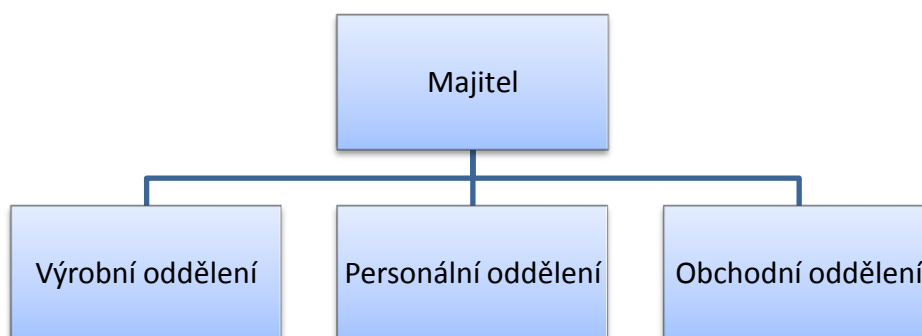 Majitel
Výrobní oddělení
Personální oddělení
Obchodní oddělení